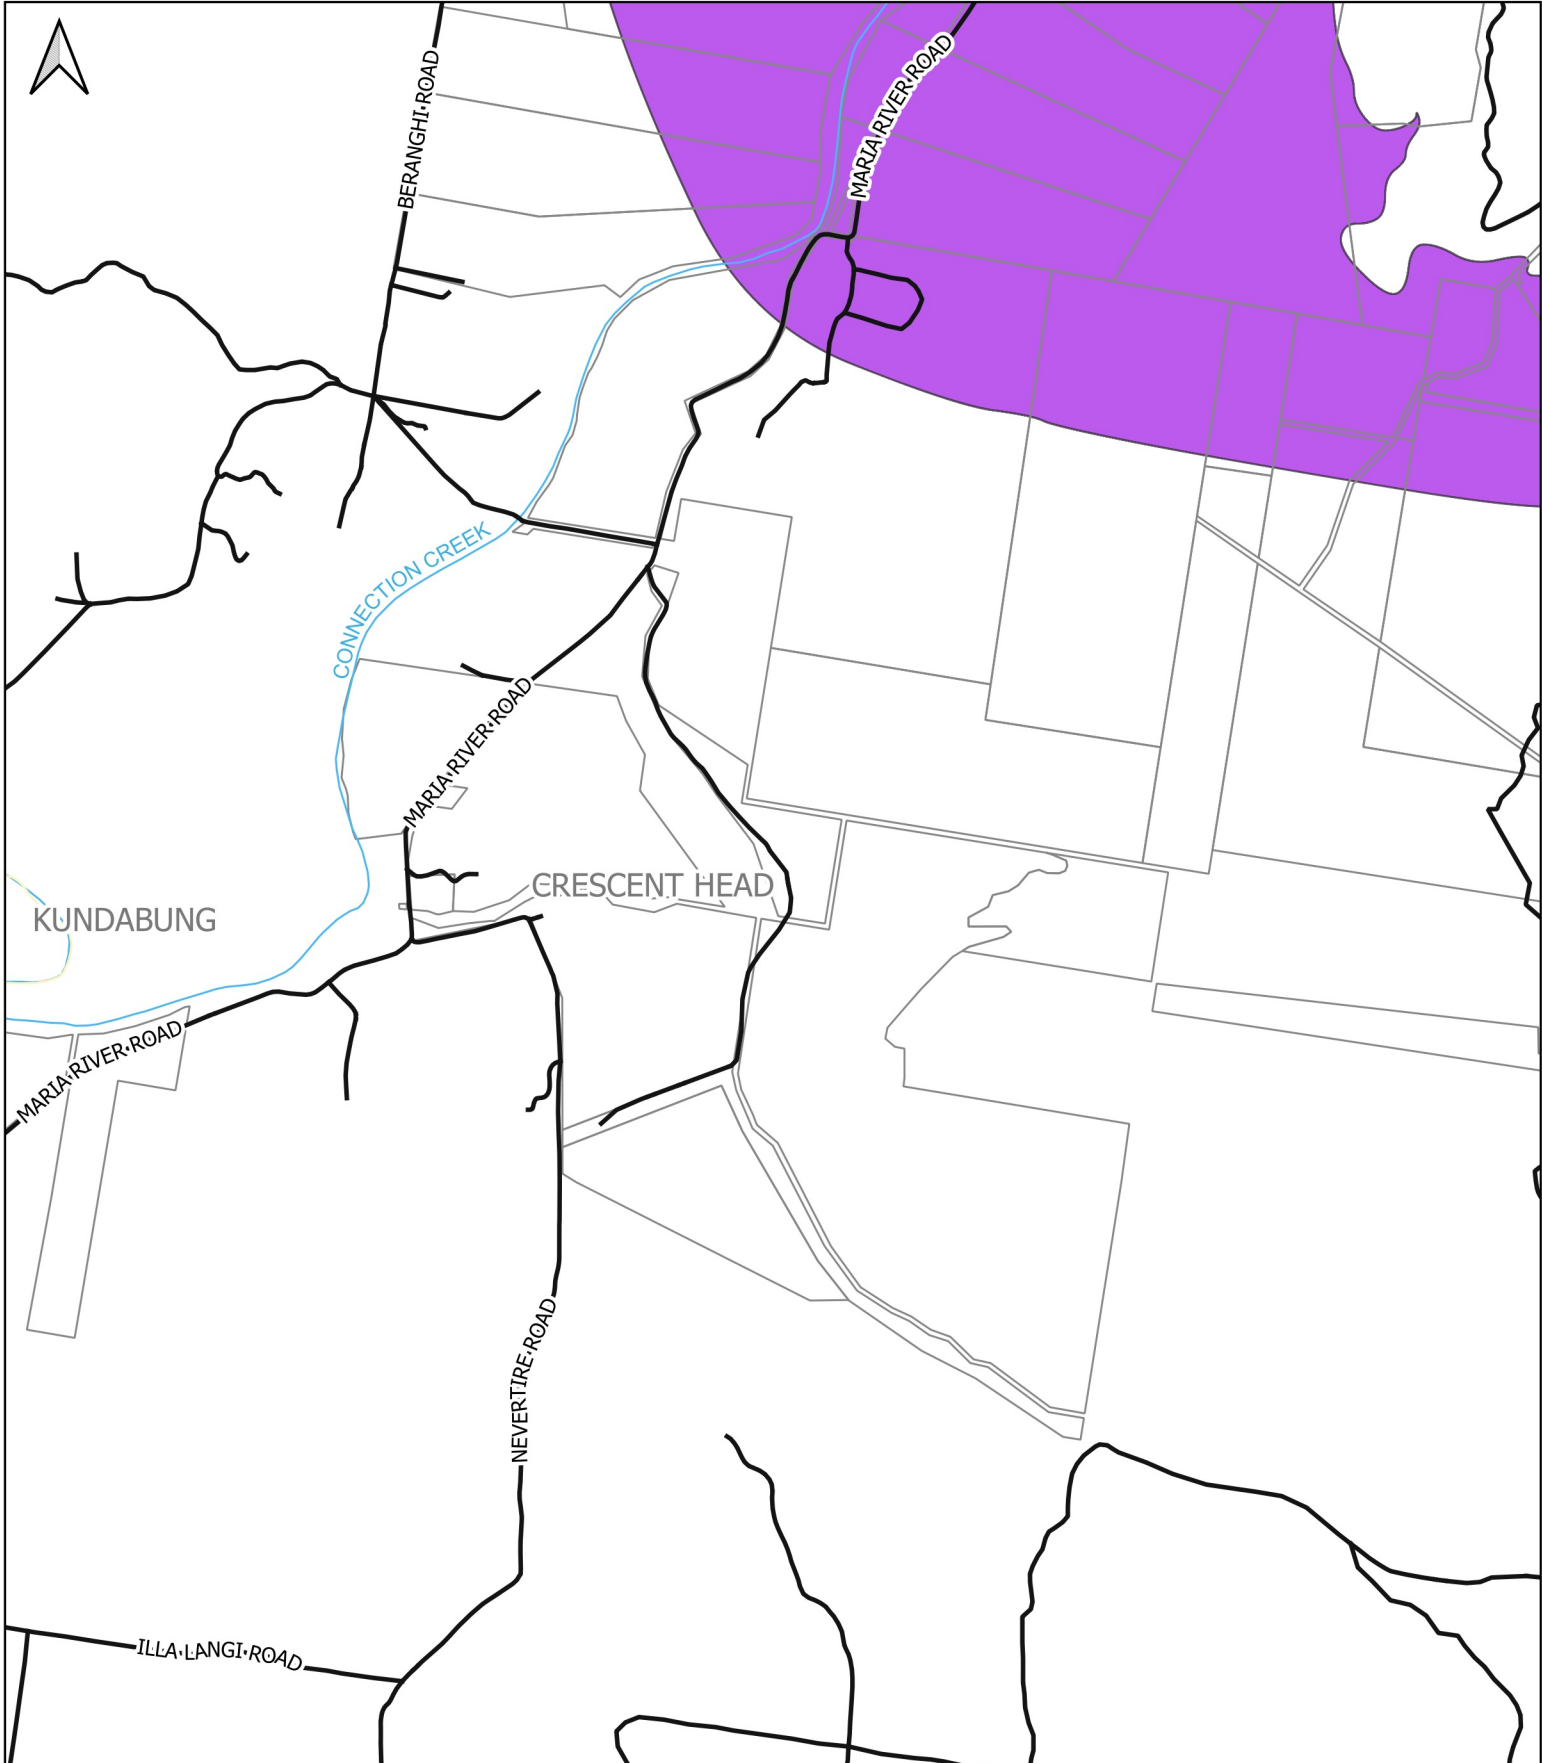 MARIA RIVER ROAD
BERANGHI ROAD
CONNECTION CREEK
MARIA RIVER ROAD
CRESCENT HEAD
KUNDABUNG
MARIA RIVER ROAD
NEVERTIRE ROAD
ILLA LANGI ROAD